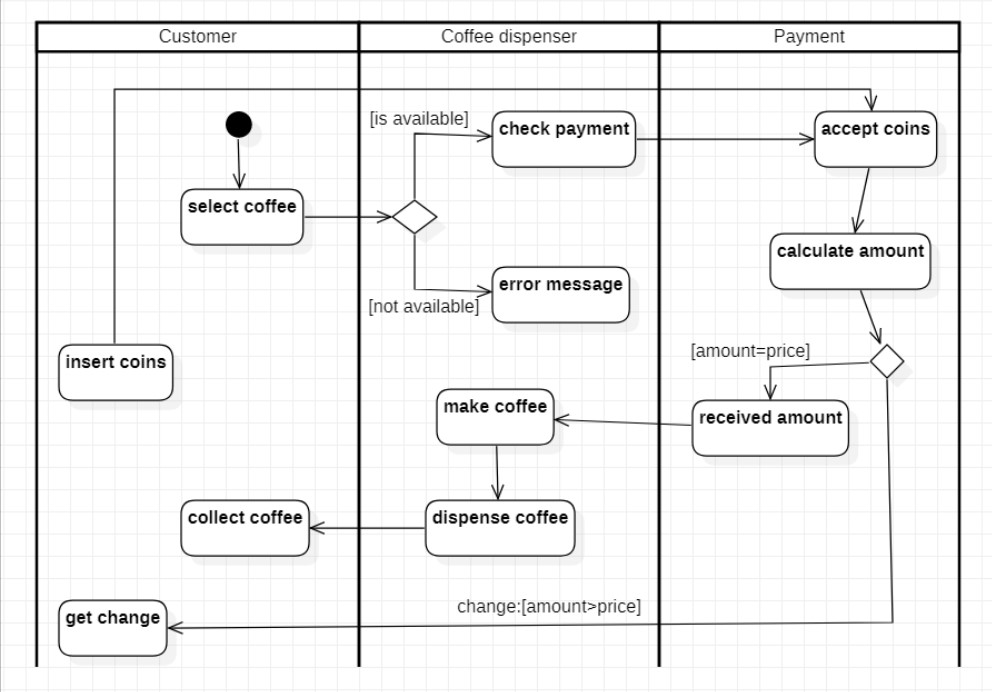 Customer
Coffee dispenser
Payment
[is available]
check payment
accept coins
select coffee
calculate amount
error message
[not available]
insert coins
[amount=price]
make coffee
received amount
collect coffee
dispense coffee
change:[amount>price]
get change